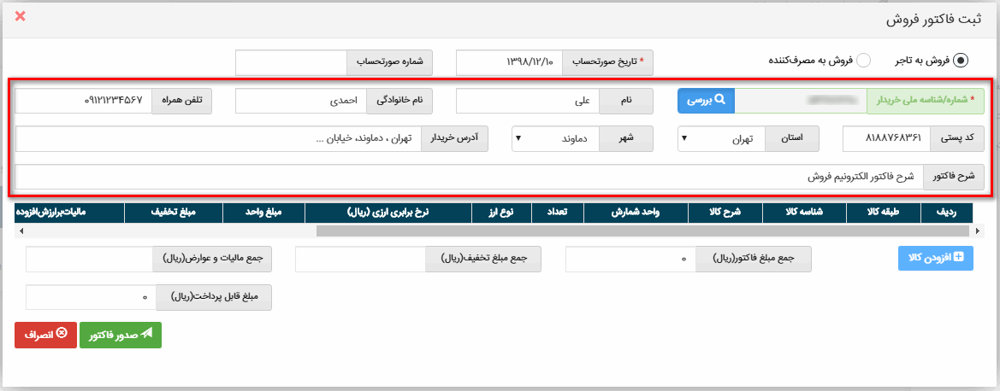 ثبت فاکتور فروش
فروش به تاجر فروش به مصرف‌کننده * تاریخ صورتحساب ۱۳۹۸/۱۲/۱۰ شماره صورتحساب
* شماره/شناسه ملی خریدار بررسی نام علی نام خانوادگی احمدی تلفن همراه ۰۹۱۲۱۲۳۴۵۶۷
کد پستی ۸۱۸۸۷۶۸۳۶۱ استان تهران شهر دماوند آدرس خریدار تهران ، دماوند، خیابان ...
شرح فاکتور شرح فاکتور الکترونیم فروش
ردیف طبقه کالا شناسه کالا شرح کالا واحد شمارش تعداد نوع ارز نرخ برابری ارزی (ریال) مبلغ واحد مبلغ تخفیف مالیات‌برارزش‌افزوده
افزودن کالا جمع مبلغ فاکتور(ریال) ۰ جمع مبلغ تخفیف(ریال) جمع مالیات و عوارض(ریال)
مبلغ قابل پرداخت(ریال) ۰
صدور فاکتور انصراف